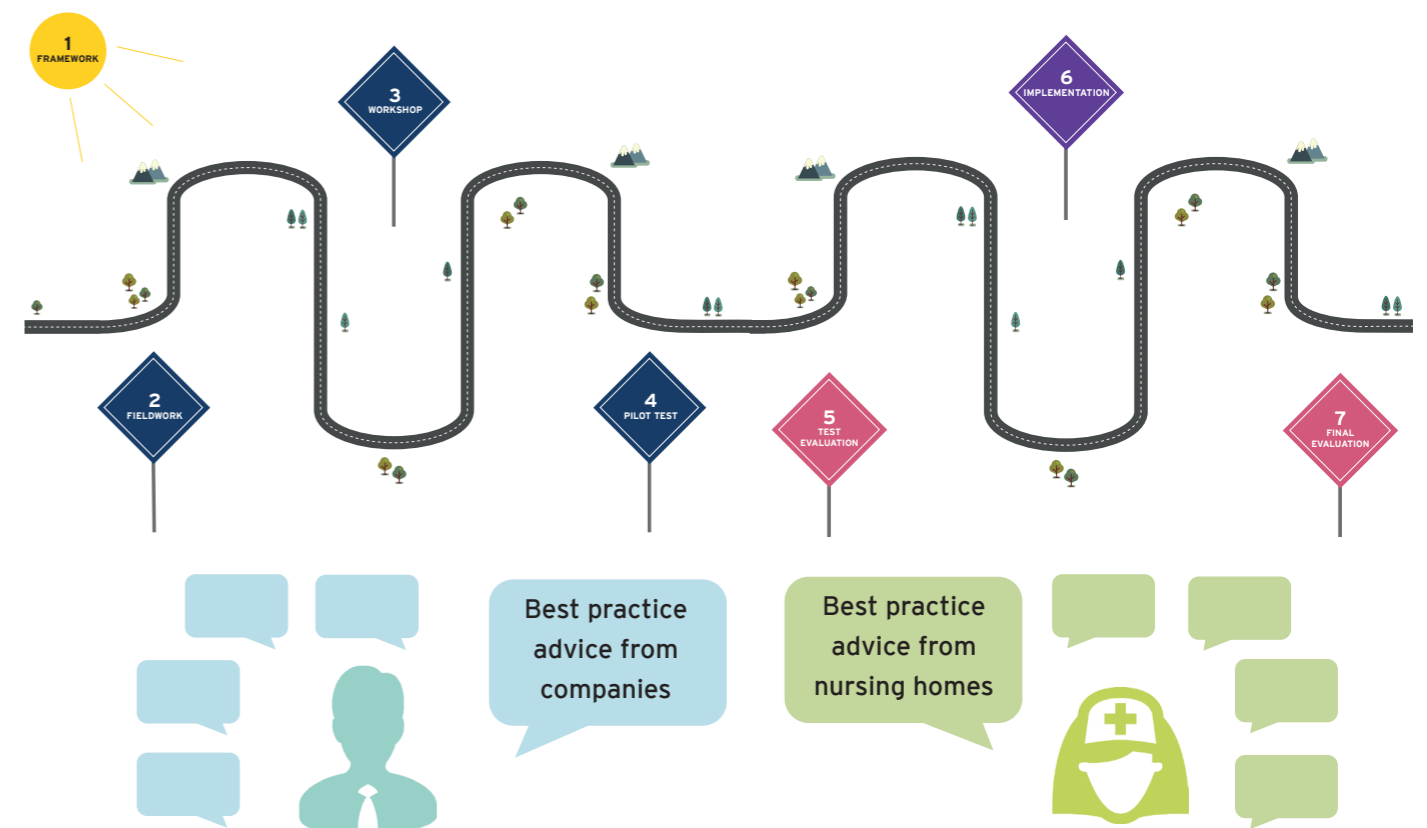 1
FRAMEWORK
2
FIELDWORK
3
WORKSHOP
4
PILOT TEST
5
TEST
EVALUATION
6
IMPLEMENTATION
7
FINAL
EVALUATION
Best practice
advice from
companies
Best practice
advice from
nursing homes